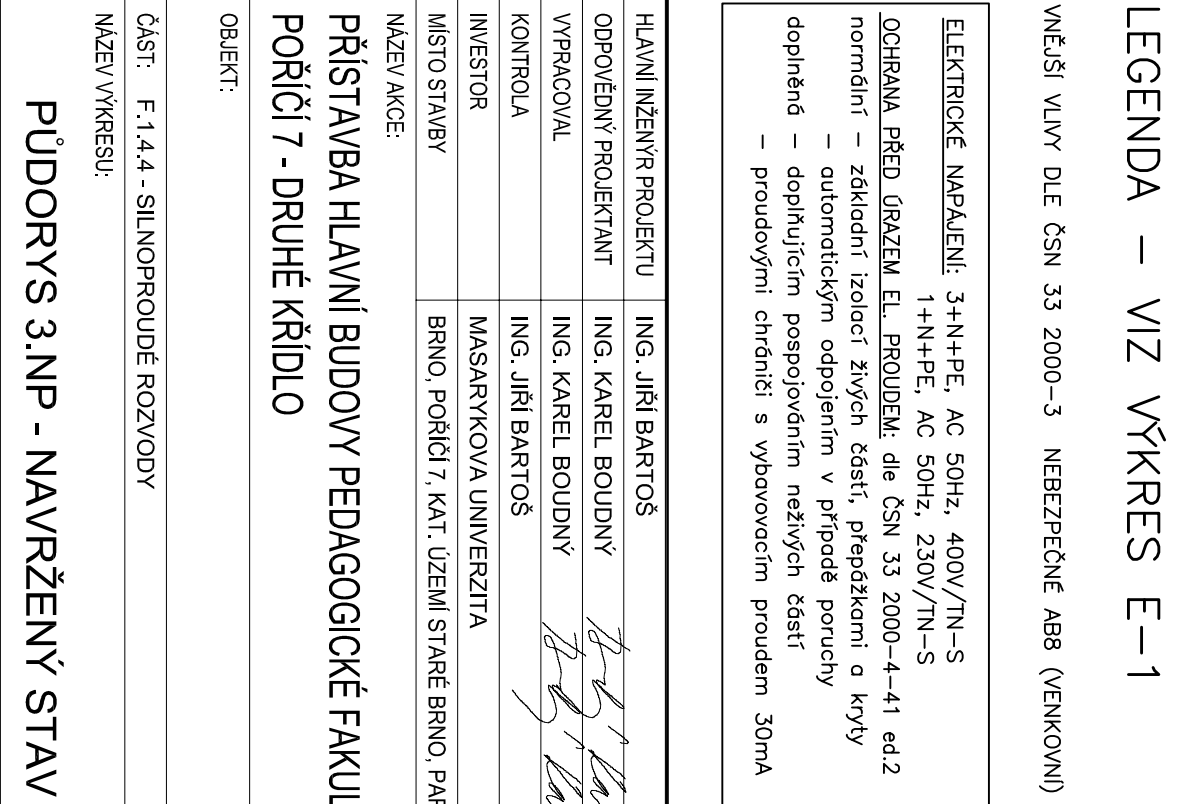 LEGENDA – VIZ VÝKRES E–1
VNĚJŠÍ VLIVY DLE ČSN 33 2000–3 NEBEZPEČNÉ AB8 (VENKOVNÍ)
ELEKTRICKÉ NAPÁJENÍ: 3+N+PE, AC 50Hz, 400V/TN–S
1+N+PE, AC 50Hz, 230V/TN–S
OCHRANA PŘED ÚRAZEM EL. PROUDEM: dle ČSN 33 2000–4–41 ed.2
normální – základní izolací živých částí, přepážkami a kryty
– automatickým odpojením v případě poruchy
doplněná – doplňujícím pospojováním neživých částí
– proudovými chrániči s vybavovacím proudem 30mA
HLAVNÍ INŽENÝR PROJEKTU ING. JIŘÍ BARTOŠ
ODPOVĚDNÝ PROJEKTANT ING. KAREL BOUDNÝ
VYPRACOVAL ING. KAREL BOUDNÝ
KONTROLA ING. JIŘÍ BARTOŠ
INVESTOR MASARYKOVA UNIVERZITA
MÍSTO STAVBY BRNO, POŘÍČÍ 7, KAT. ÚZEMÍ STARÉ BRNO, PAR
NÁZEV AKCE:
PŘÍSTAVBA HLAVNÍ BUDOVY PEDAGOGICKÉ FAKUL
POŘÍČÍ 7 - DRUHÉ KŘÍDLO
OBJEKT:
ČÁST: F.1.4.4 - SILNOPROUDÉ ROZVODY
NÁZEV VÝKRESU:
PŮDORYS 3.NP - NAVRŽENÝ STAV